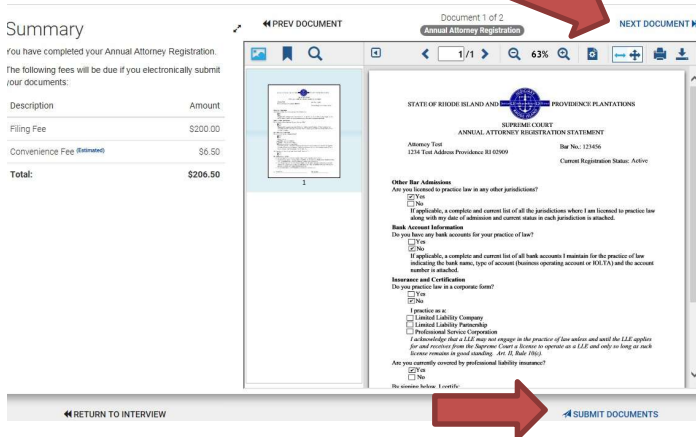 Summary
You have completed your Annual Attorney Registration.
The following fees will be due if you electronically submit
your documents:
Description Amount
Filing Fee $200.00
Convenience Fee (Estimated) $6.50
Total: $206.50
PREV DOCUMENT
Document 1 of 2
Annual Attorney Registration
NEXT DOCUMENT
1/1
63%
1
STATE OF RHODE ISLAND AND PROVIDENCE PLANTATIONS
SUPREME COURT
ANNUAL ATTORNEY REGISTRATION STATEMENT
Attorney Test Bar No.: 123456
1234 Test Address Providence RI 02909
Current Registration Status: Active
Other Bar Admissions
Are you licensed to practice law in any other jurisdictions?
Yes
No
If applicable, a complete and current list of all the jurisdictions where I am licensed to practice law
along with my date of admission and current status in each jurisdiction is attached.
Bank Account Information
Do you have any bank accounts for your practice of law?
Yes
No
If applicable, a complete and current list of all bank accounts I maintain for the practice of law
indicating the bank name, type of account (business operating account or IOLTA) and the account
number is attached.
Insurance and Certification
Do you practice law in a corporate form?
Yes
No
I practice as a:
Limited Liability Company
Limited Liability Partnership
Professional Service Corporation
I acknowledge that a LLE may not engage in the practice of law unless and until the LLE applies
for and receives from the Supreme Court a license to operate as a LLE and only so long as such
license remains in good standing. Art. II, Rule 10(c).
Are you currently covered by professional liability insurance?
Yes
No
By signing below, I certify:
RETURN TO INTERVIEW
SUBMIT DOCUMENTS